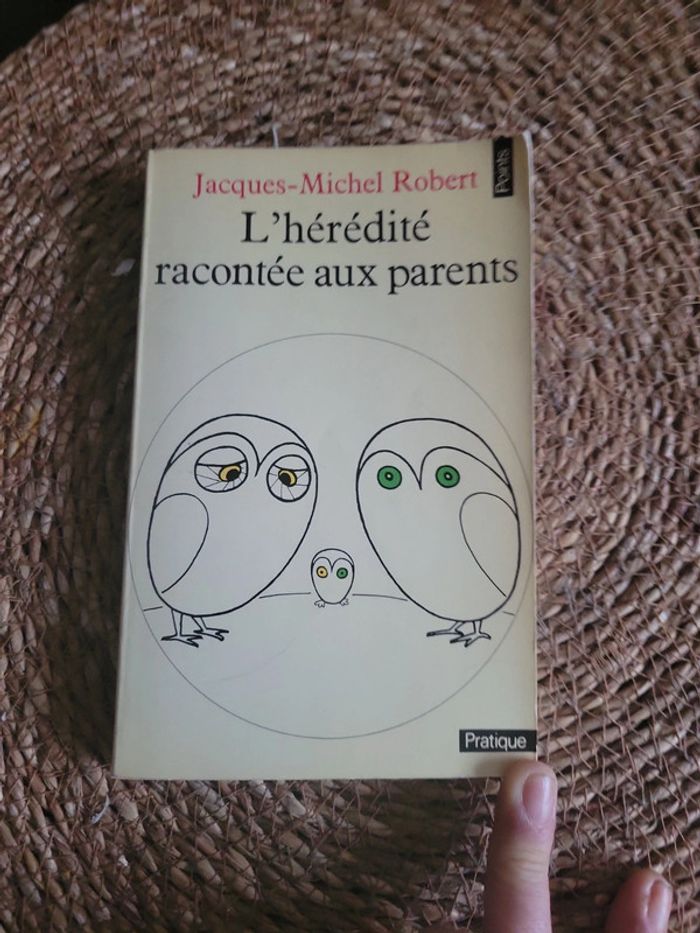 Jacques-Michel Robert
Points
L'hérédité
racontée aux parents
Pratique